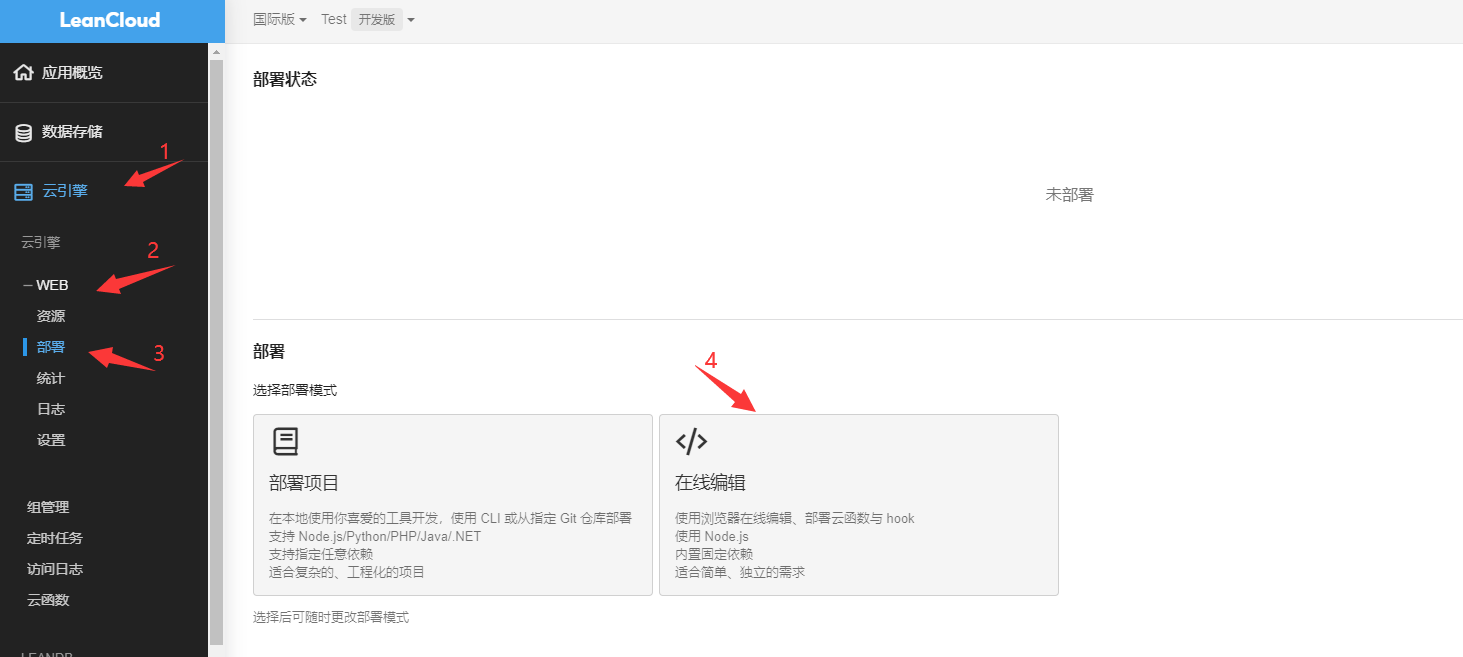 LeanCloud
国际版 Test 开发版
应用概览
数据存储
1
云引擎
云引擎
2
WEB
资源
部署
3
统计
日志
设置
组管理
定时任务
访问日志
云函数
LEANDB
部署状态
未部署
部署
4
选择部署模式
部署项目
在本地使用你喜爱的工具开发，使用 CLI 或从指定 Git 仓库部署
支持 Node.js/Python/PHP/Java/.NET
支持指定任意依赖
适合复杂的、工程化的项目
</>
在线编辑
使用浏览器在线编辑、部署云函数与 hook
使用 Node.js
内置固定依赖
适合简单、独立的需求
选择后可随时更改部署模式